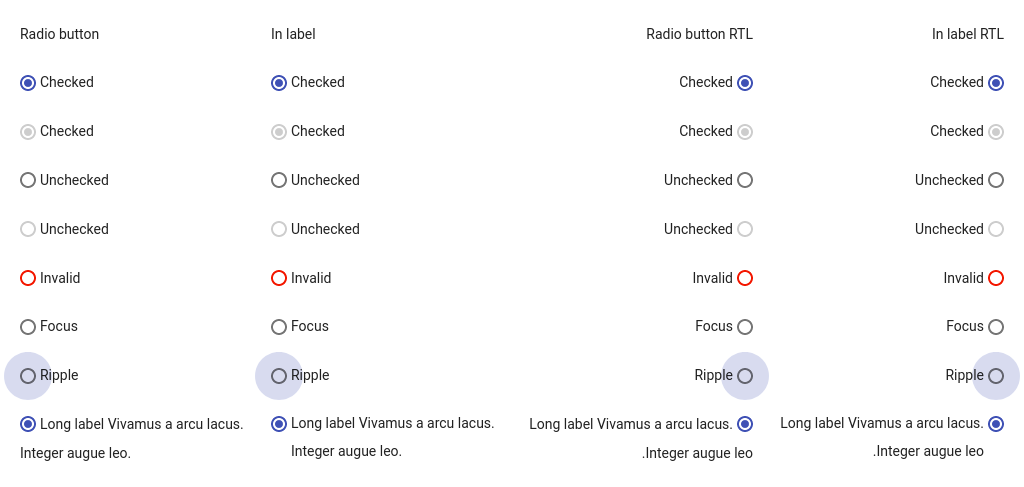 Radio button In label Radio button RTL In label RTL
Checked Checked Checked Checked
Checked Checked Checked Checked
Unchecked Unchecked Unchecked Unchecked
Unchecked Unchecked Unchecked Unchecked
Invalid Invalid Invalid Invalid
Focus Focus Focus Focus
Ripple Ripple Ripple Ripple
Long label Vivamus a arcu lacus. Long label Vivamus a arcu lacus. Long label Vivamus a arcu lacus. Long label Vivamus a arcu lacus.
Integer augue leo. Integer augue leo. .Integer augue leo .Integer augue leo